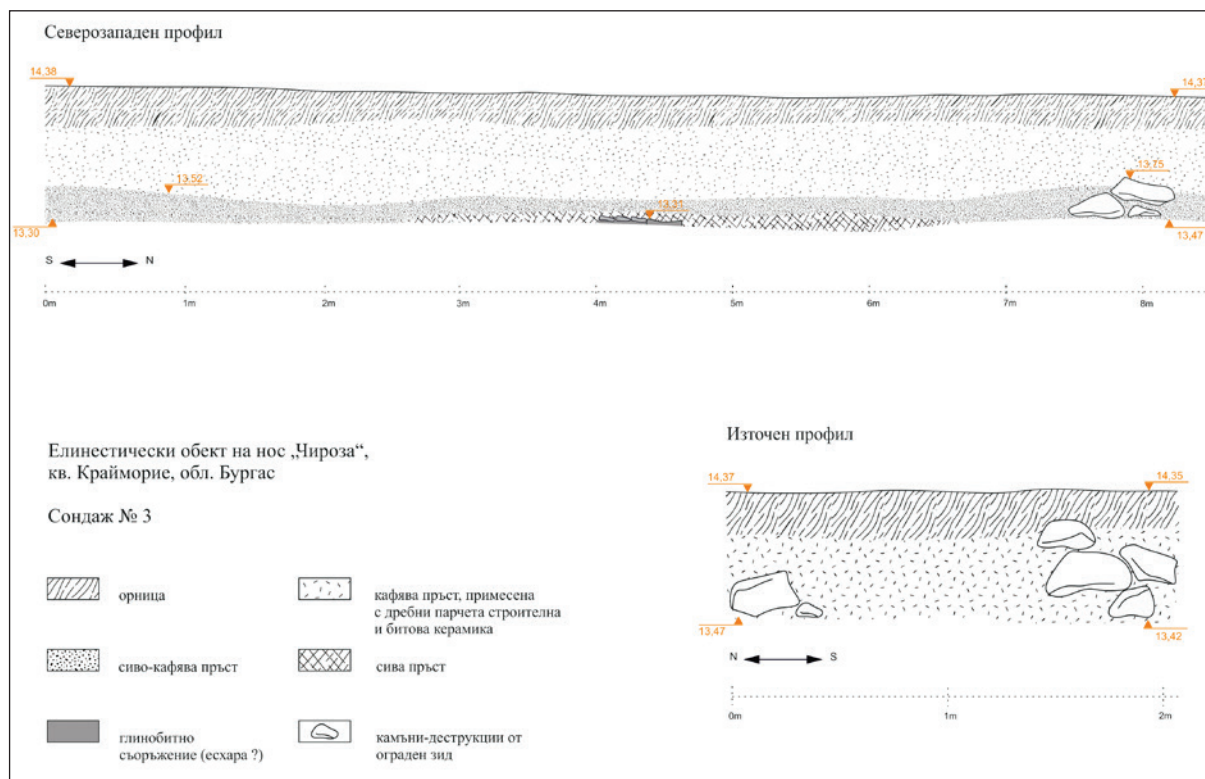 Северозападен профил
14,38
14,37
13,52
13,75
13,31
13,30
13,47
S N
0m 1m 2m 3m 4m 5m 6m 7m 8m
Елинестически обект на нос „Чироза“,
кв. Крайморие, обл. Бургас
Сондаж № 3
орница
кафява пръст, примесена
с дребни парчета строителна
и битова керамика
сиво-кафява пръст
сива пръст
глинобитно
съоръжение (есхара ?)
камъни-деструкции от
ограден зид
Източен профил
14,37
14,35
13,47
13,42
N S
0m 1m 2m